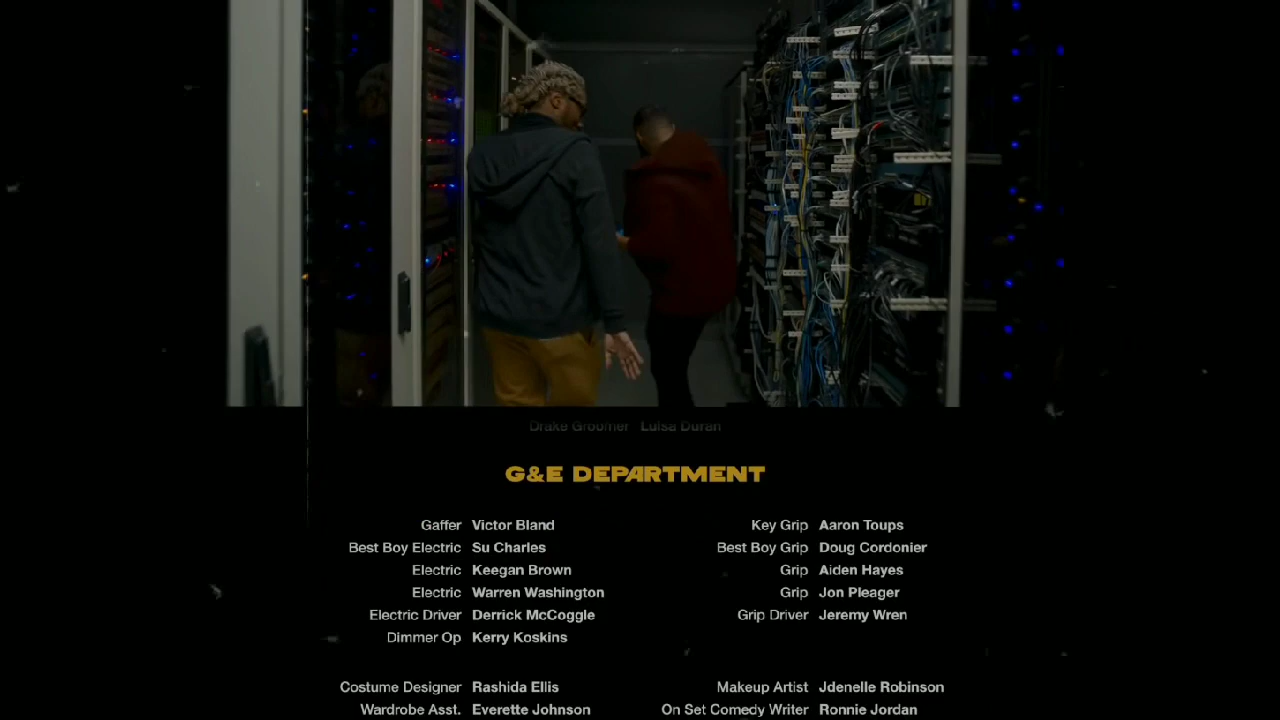 Drake Groomer Luisa Duran
G&E DEPARTMENT
Gaffer Victor Bland
Best Boy Electric Su Charles
Electric Keegan Brown
Electric Warren Washington
Electric Driver Derrick McCoggle
Dimmer Op Kerry Koskins
Key Grip Aaron Toups
Best Boy Grip Doug Cordonier
Grip Aiden Hayes
Grip Jon Pleager
Grip Driver Jeremy Wren
Costume Designer Rashida Ellis
Wardrobe Asst. Everette Johnson
Makeup Artist Jdenelle Robinson
On Set Comedy Writer Ronnie Jordan